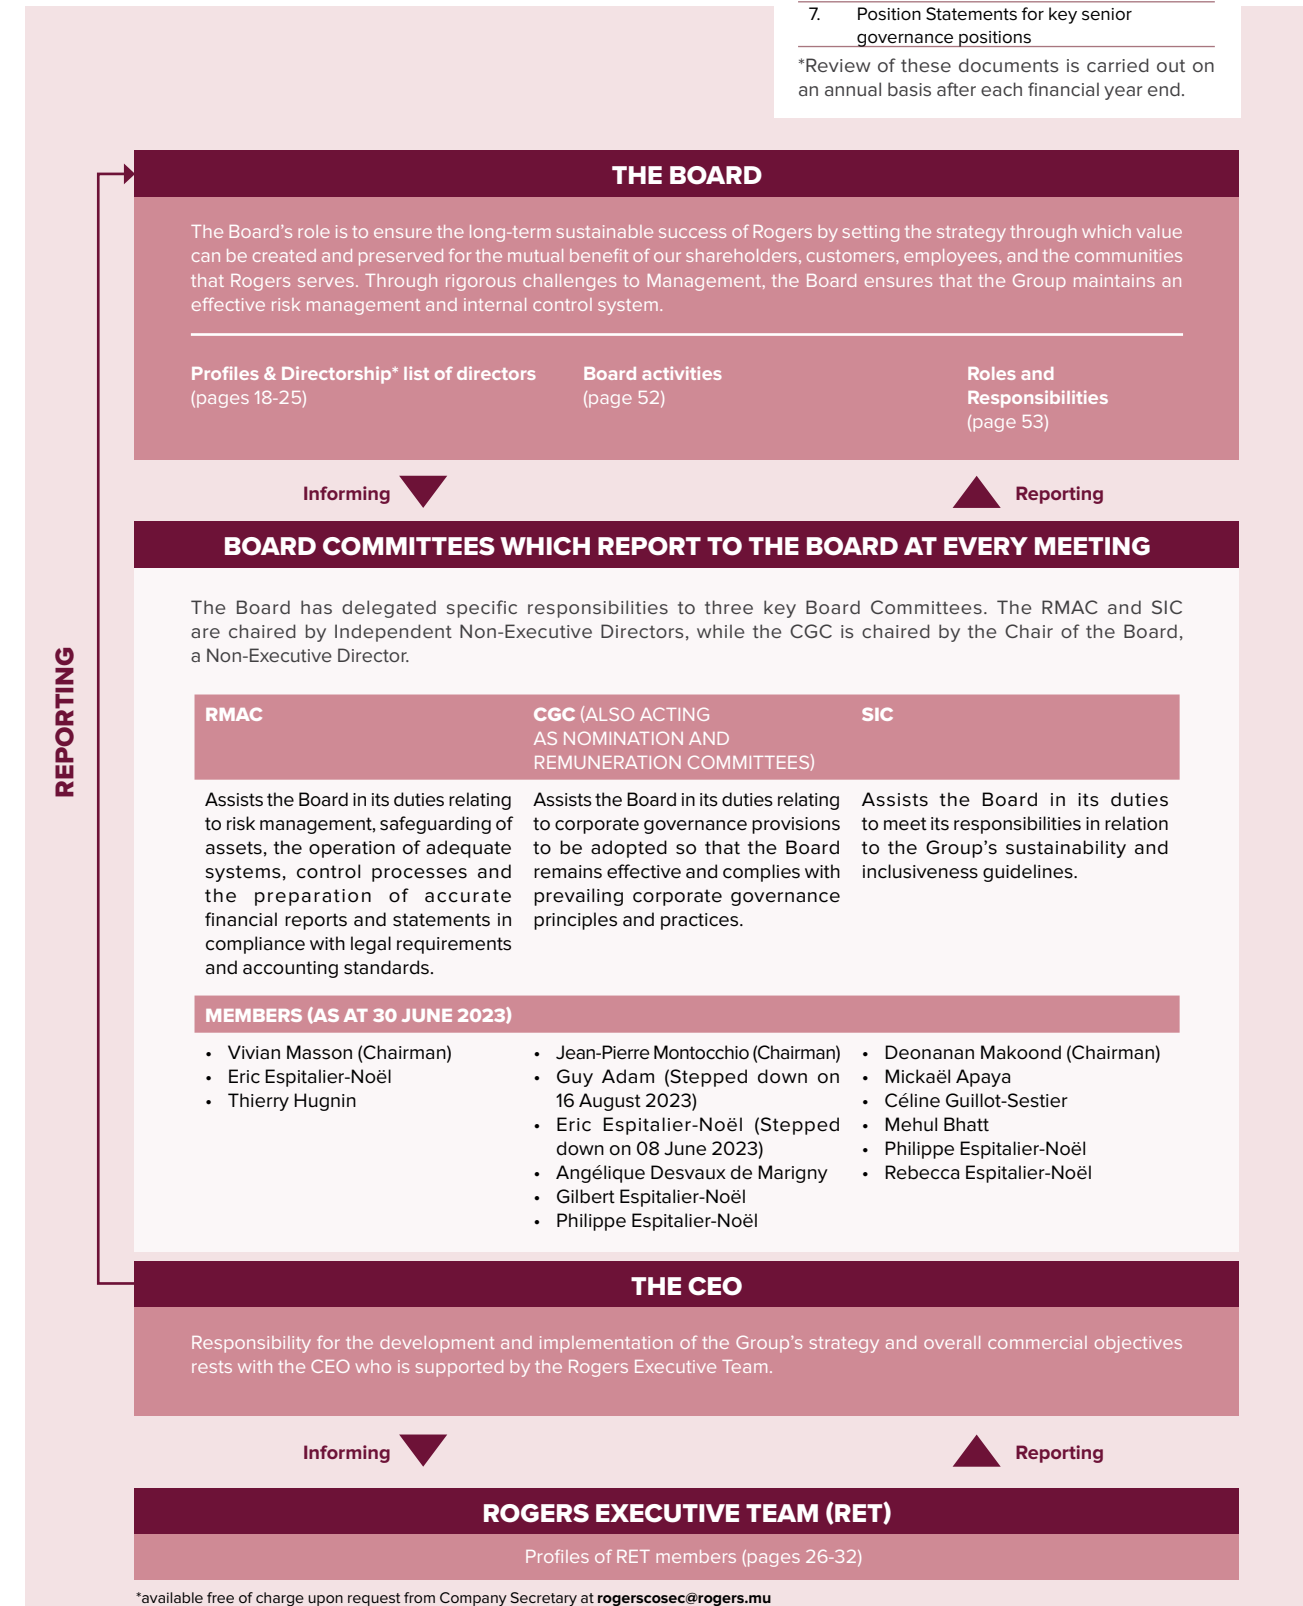 7. Position Statements for key senior
governance positions
*Review of these documents is carried out on
an annual basis after each financial year end.
THE BOARD
The Board's role is to ensure the long-term sustainable success of Rogers by setting the strategy through which value
can be created and preserved for the mutual benefit of our shareholders, customers, employees, and the communities
that Rogers serves. Through rigorous challenges to Management, the Board ensures that the Group maintains an
effective risk management and internal control system.
Profiles & Directorship* list of directors
(pages 18-25)
Board activities
(page 52)
Roles and
Responsibilities
(page 53)
Informing
Reporting
BOARD COMMITTEES WHICH REPORT TO THE BOARD AT EVERY MEETING
The Board has delegated specific responsibilities to three key Board Committees. The RMAC and SIC
are chaired by Independent Non-Executive Directors, while the CGC is chaired by the Chair of the Board,
a Non-Executive Director.
REPORTING
RMAC
CGC (ALSO ACTING
AS NOMINATION AND
REMUNERATION COMMITTEES)
SIC
Assists the Board in its duties relating
to risk management, safeguarding of
assets, the operation of adequate
systems, control processes and
the preparation of accurate
financial reports and statements in
compliance with legal requirements
and accounting standards.
Assists the Board in its duties relating
to corporate governance provisions
to be adopted so that the Board
remains effective and complies with
prevailing corporate governance
principles and practices.
Assists the Board in its duties
to meet its responsibilities in relation
to the Group's sustainability and
inclusiveness guidelines.
MEMBERS (AS AT 30 JUNE 2023)
• Vivian Masson (Chairman)
• Eric Espitalier-Noël
• Thierry Hugnin
• Jean-Pierre Montocchio (Chairman)
• Guy Adam (Stepped down on
16 August 2023)
• Eric Espitalier-Noël (Stepped
down on 08 June 2023)
• Angélique Desvaux de Marigny
• Gilbert Espitalier-Noël
• Philippe Espitalier-Noël
• Deonanan Makoond (Chairman)
• Mickaël Apaya
• Céline Guillot-Sestier
• Mehul Bhatt
• Philippe Espitalier-Noël
• Rebecca Espitalier-Noël
THE CEO
Responsibility for the development and implementation of the Group's strategy and overall commercial objectives
rests with the CEO who is supported by the Rogers Executive Team.
Informing
Reporting
ROGERS EXECUTIVE TEAM (RET)
Profiles of RET members (pages 26-32)
*available free of charge upon request from Company Secretary at rogerscosec@rogers.mu